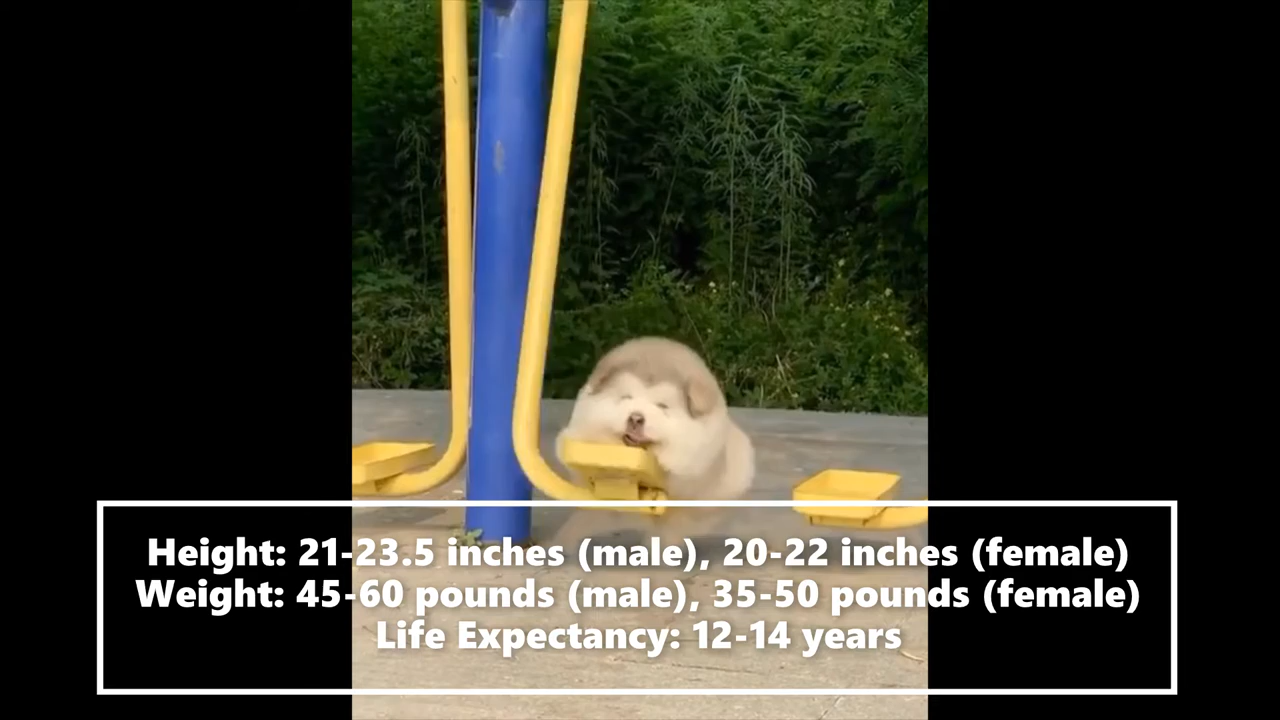 Height: 21-23.5 inches (male), 20-22 inches (female)
Weight: 45-60 pounds (male), 35-50 pounds (female)
Life Expectancy: 12-14 years